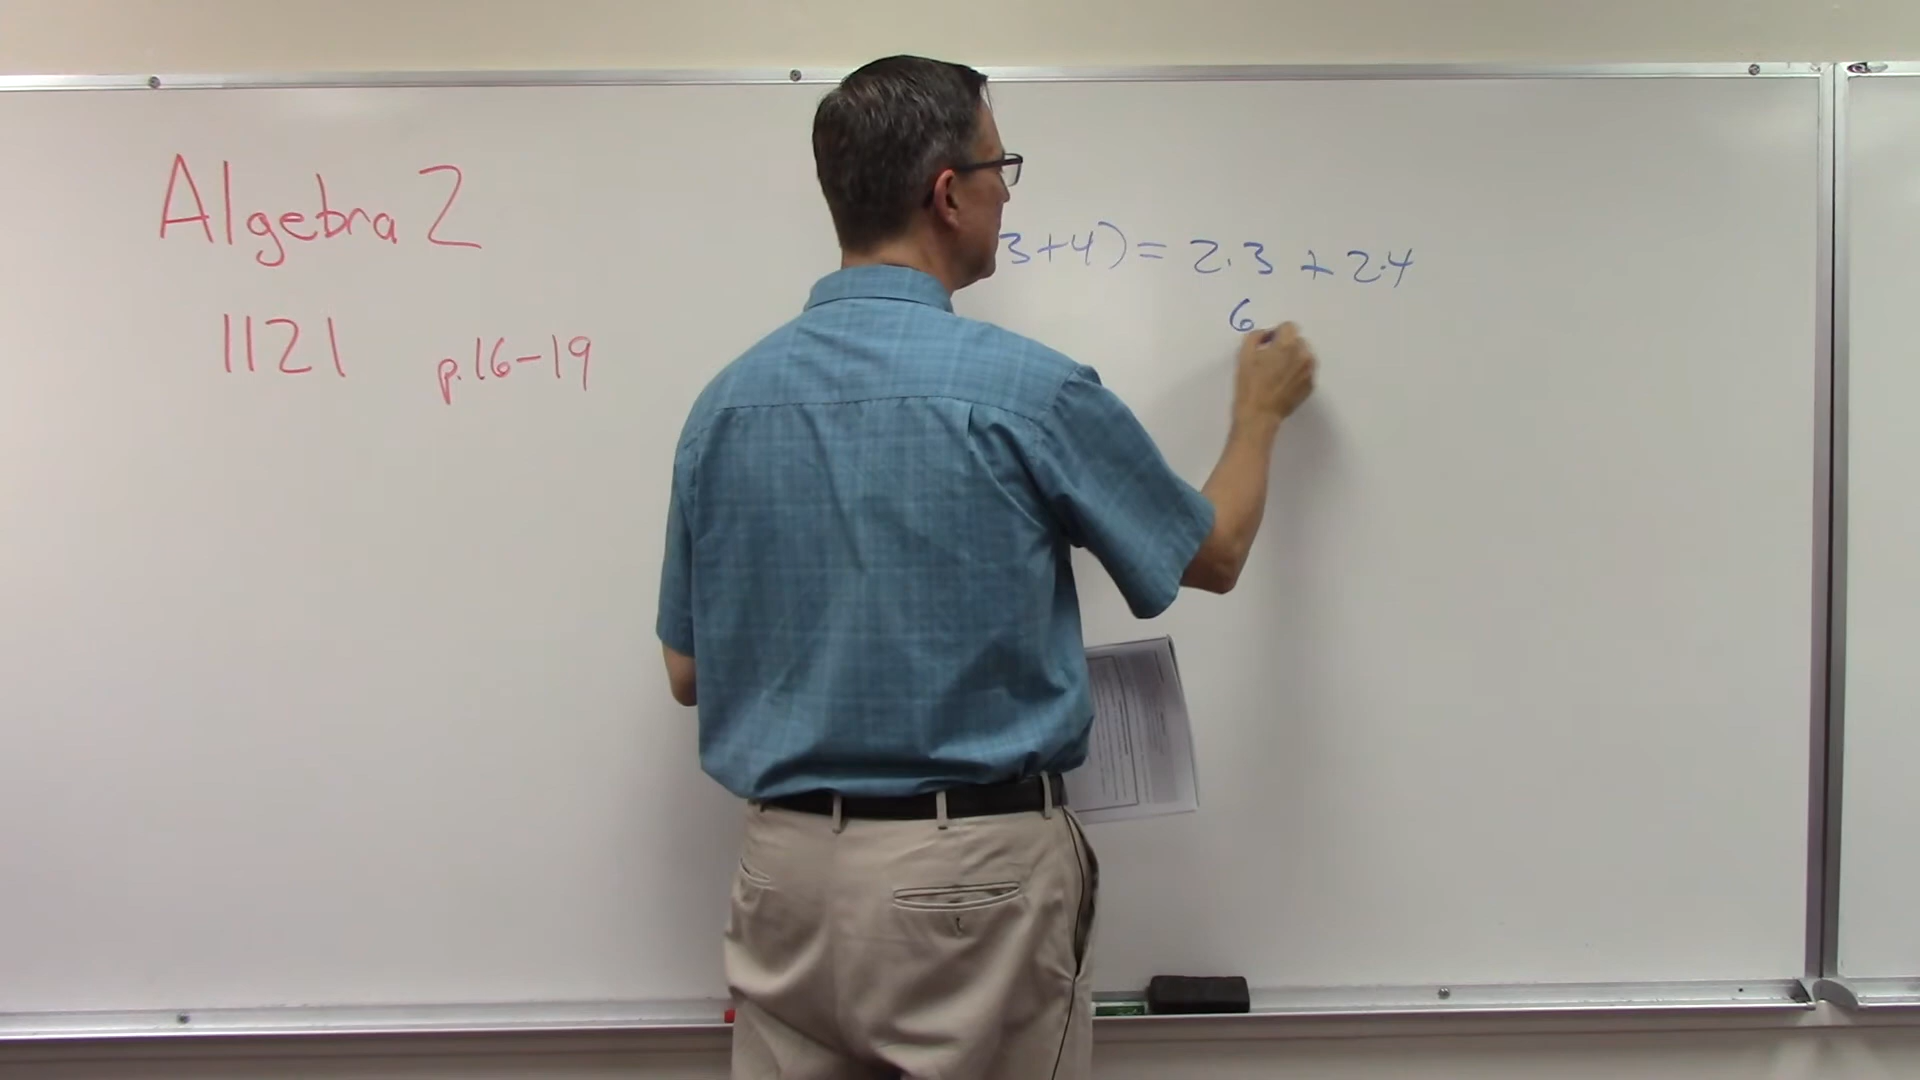 Algebra 2
1121 p.16-19
3+4) = 2·3 + 2·4
6